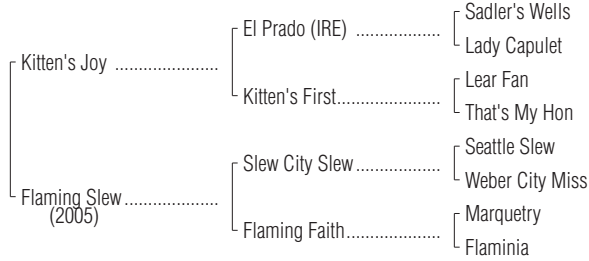 Sadler's Wells
El Prado (IRE) ..................
Lady Capulet
Kitten's Joy ......................
Lear Fan
Kitten's First......................
That's My Hon
Seattle Slew
Slew City Slew..................
Weber City Miss
Flaming Slew....................
(2005)
Marquetry
Flaming Faith....................
Flaminia